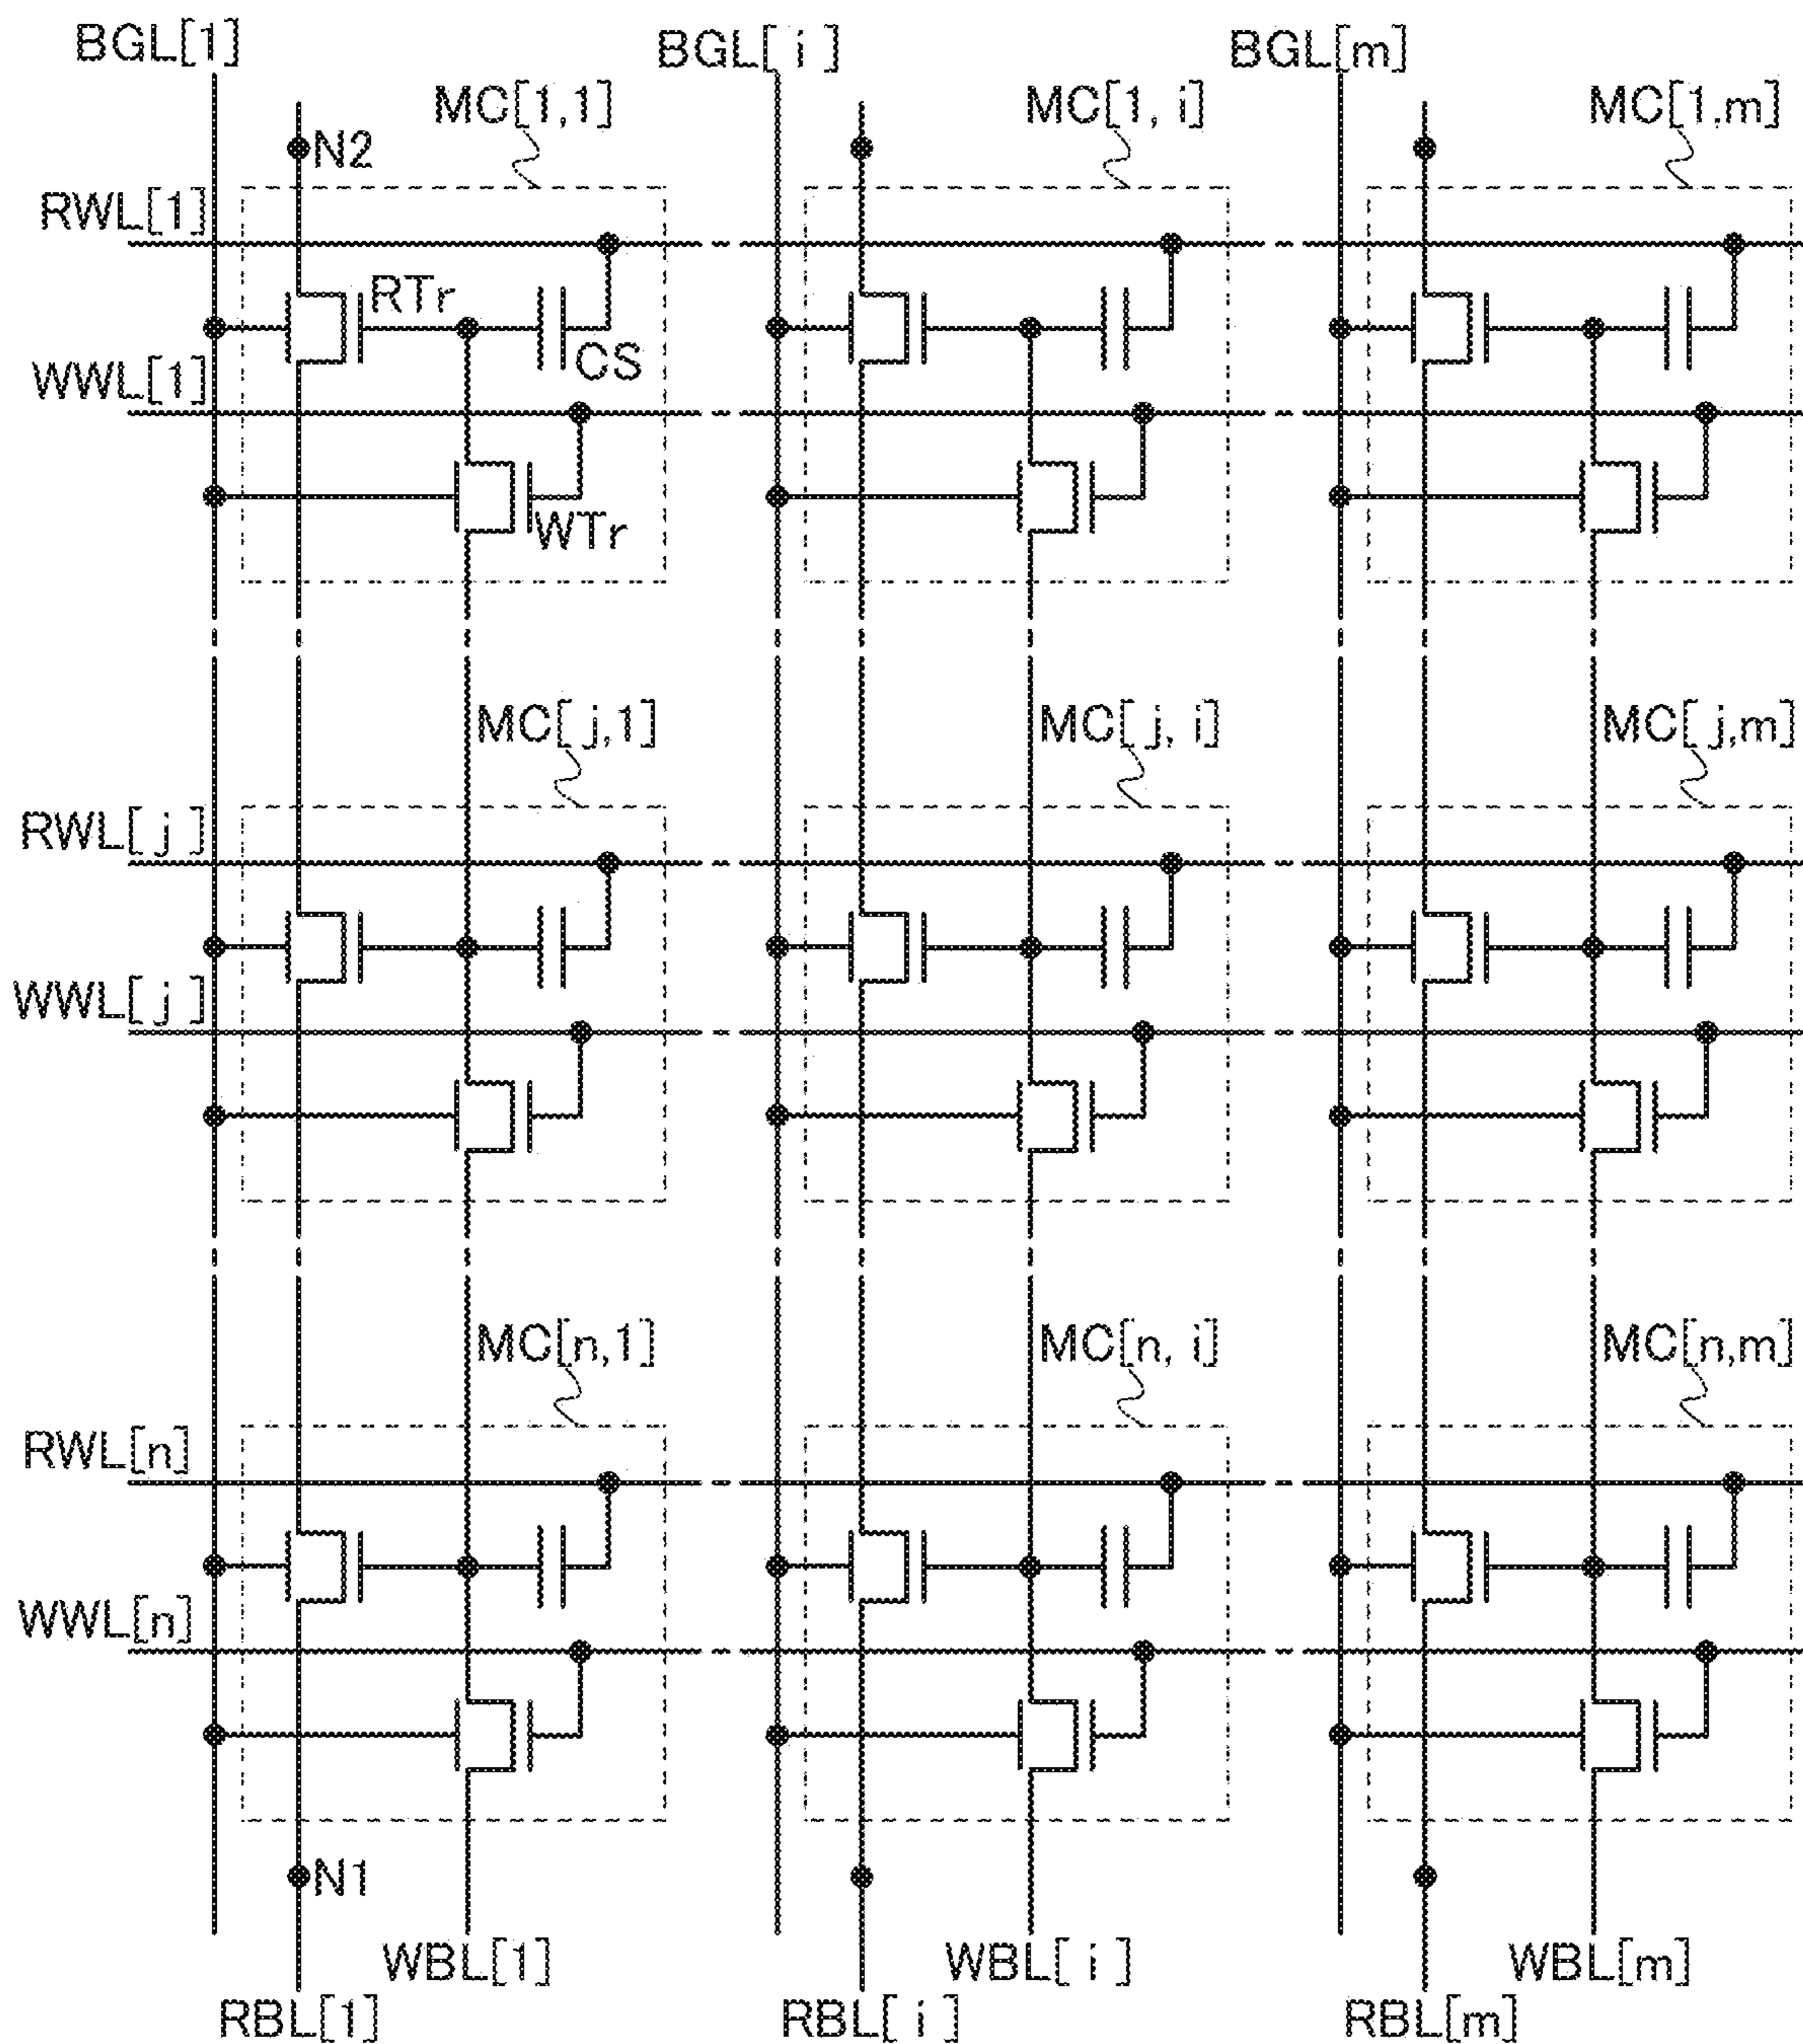 BGL[1] BGL[ i ] BGL[m]
MC[1,1] MC[1, i] MC[1,m]
N2
RWL[1]
RTr
CS
WWL[1]
WTr
MC[ j,1] MC[ j, i] MC[ j,m]
RWL[ j ]
WWL[ j ]
MC[n,1] MC[n, i] MC[n,m]
RWL[n]
WWL[n]
N1
WBL[1] WBL[ i ] WBL[m]
RBL[1] RBL[ i ] RBL[m]